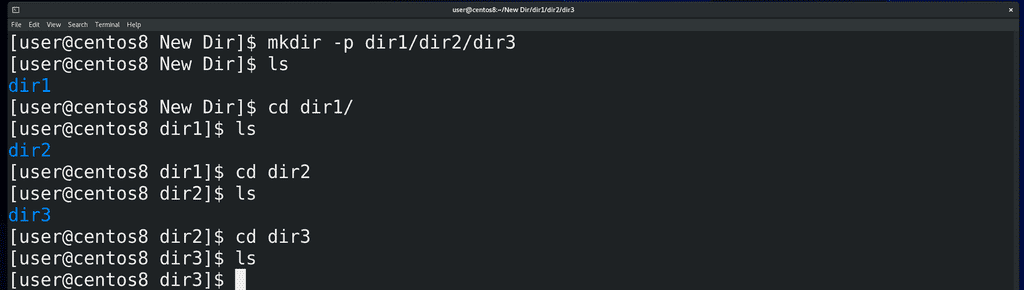 user@centos8:~/New Dir/dir1/dir2/dir3
File Edit View Search Terminal Help
[user@centos8 New Dir]$ mkdir -p dir1/dir2/dir3
[user@centos8 New Dir]$ ls
dir1
[user@centos8 New Dir]$ cd dir1/
[user@centos8 dir1]$ ls
dir2
[user@centos8 dir1]$ cd dir2
[user@centos8 dir2]$ ls
dir3
[user@centos8 dir2]$ cd dir3
[user@centos8 dir3]$ ls
[user@centos8 dir3]$